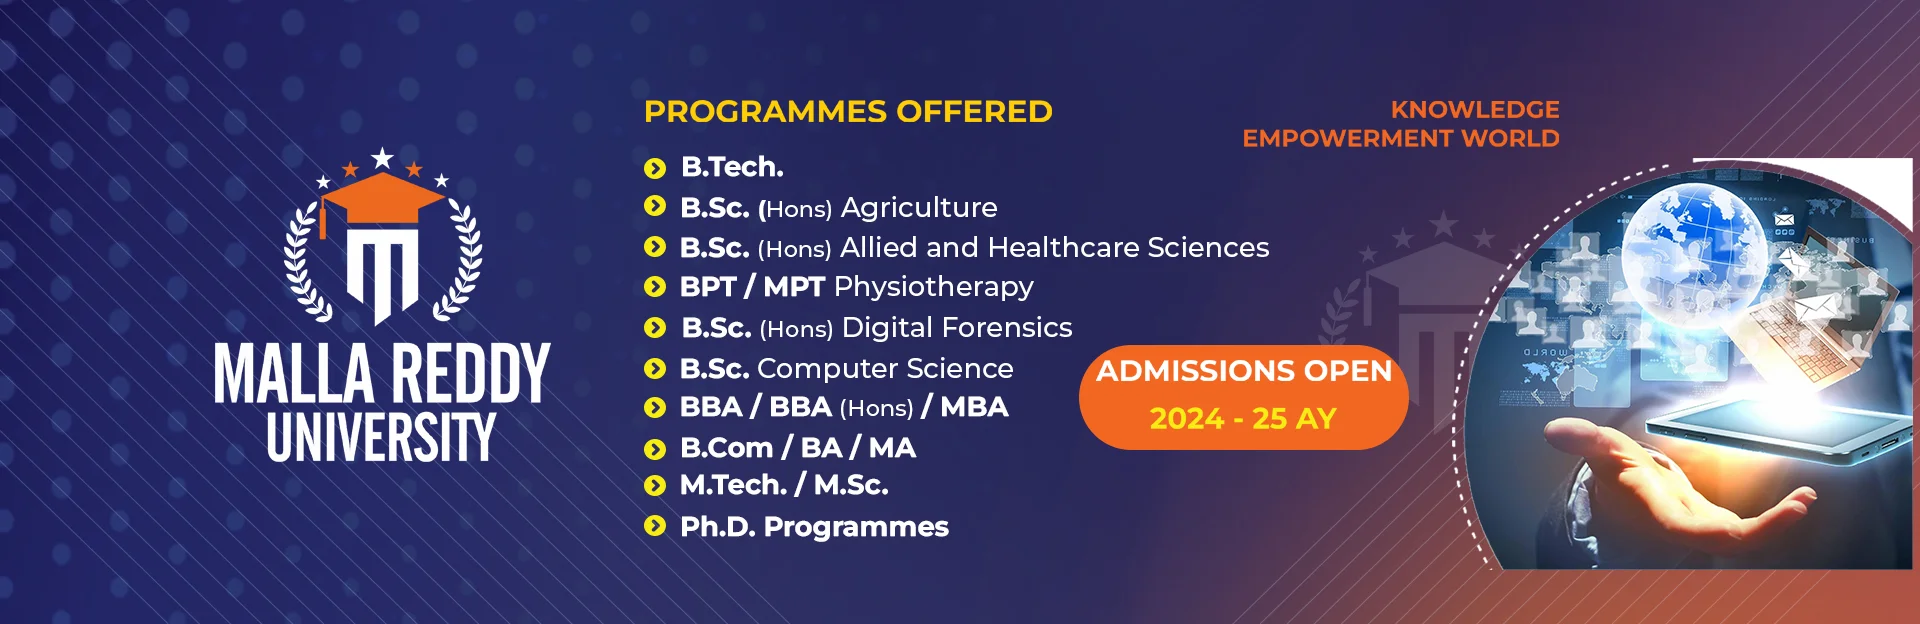 MALLA REDDY
UNIVERSITY
PROGRAMMES OFFERED
B.Tech.
B.Sc. (Hons) Agriculture
B.Sc. (Hons) Allied and Healthcare Sciences
BPT / MPT Physiotherapy
B.Sc. (Hons) Digital Forensics
B.Sc. Computer Science
BBA / BBA (Hons) / MBA
B.Com / BA / MA
M.Tech. / M.Sc.
Ph.D. Programmes
KNOWLEDGE
EMPOWERMENT WORLD
ADMISSIONS OPEN
2024 - 25 AY